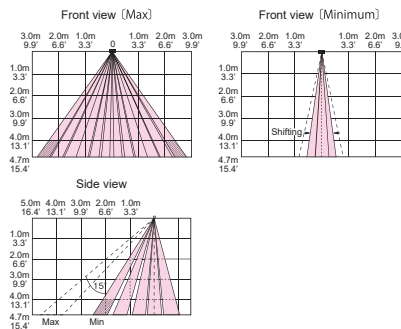 Front view〔Max〕
3.0m 2.0m 1.0m 0 1.0m 2.0m 3.0m
9.9' 6.6' 3.3' 3.3' 6.6' 9.9'
1.0m
3.3'
2.0m
6.6'
3.0m
9.9'
4.0m
13.1'
4.7m
15.4'
Front view〔Minimum〕
3.0m 2.0m 1.0m 1.0m 2.0m 3.0
9.9' 6.6' 3.3' 3.3' 6.6' 9.9'
1.0m
3.3'
2.0m
6.6'
3.0m
9.9'
4.0m
13.1'
4.7m
15.4'
Shifting
Side view
5.0m 4.0m 3.0m 2.0m 1.0m
16.4' 13.1' 9.9' 6.6' 3.3'
1.0m
3.3'
2.0m
6.6'
3.0m
9.9'
4.0m
13.1'
4.7m
15.4'
15°
Max Min